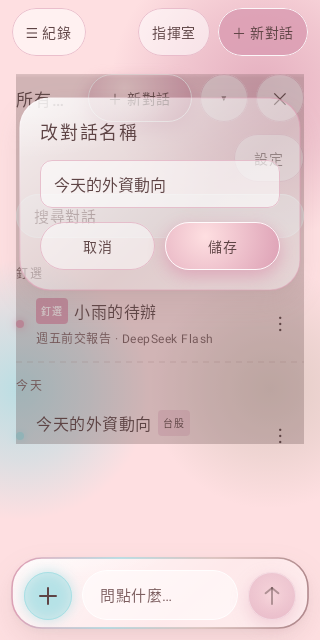 ☰ 紀錄
指揮室
＋ 新對話
所有…
＋ 新對話
改對話名稱
設定
今天的外資動向
搜尋對話
取消
儲存
釘選
釘選 小雨的待辦
週五前交報告 · DeepSeek Flash
今天
今天的外資動向 台股
問點什麼…